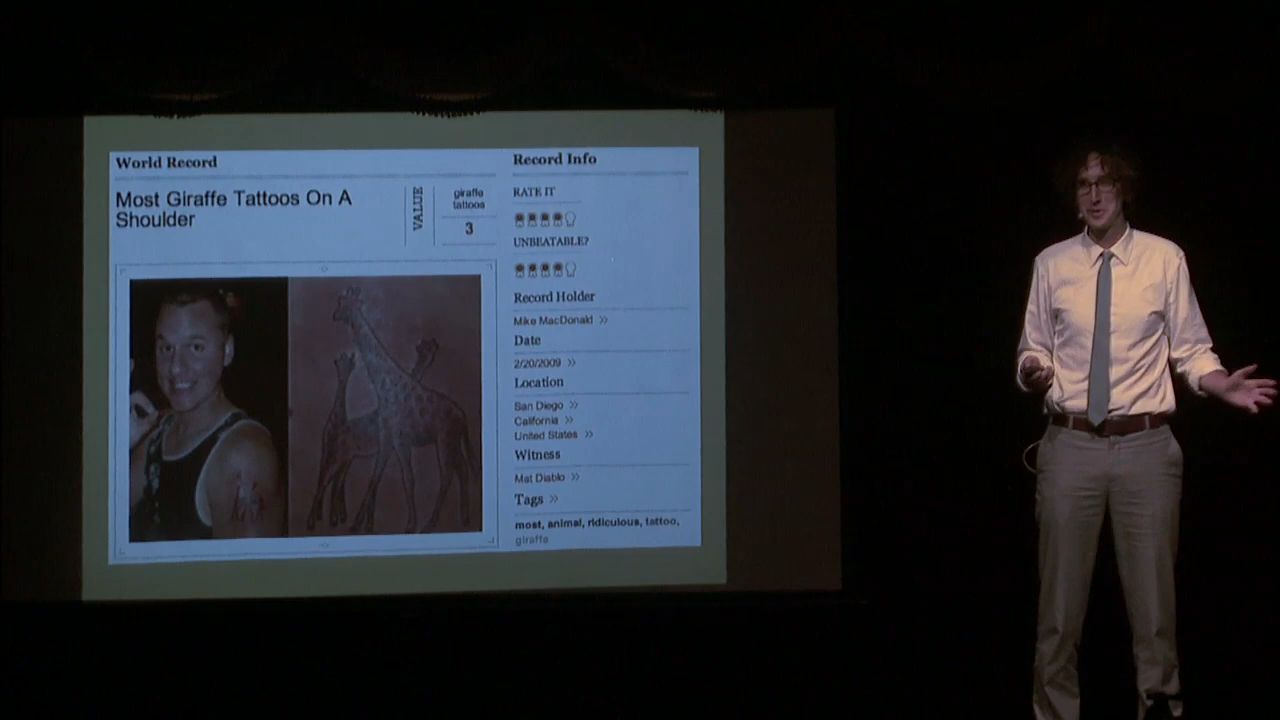 World Record
Most Giraffe Tattoos On A
Shoulder
VALUE
giraffe
tattoos
3
Record Info
RATE IT
UNBEATABLE?
Record Holder
Mike MacDonald »
Date
2/20/2009 »
Location
San Diego »
California »
United States »
Witness
Mat Diablo »
Tags »
most, animal, ridiculous, tattoo,
giraffe